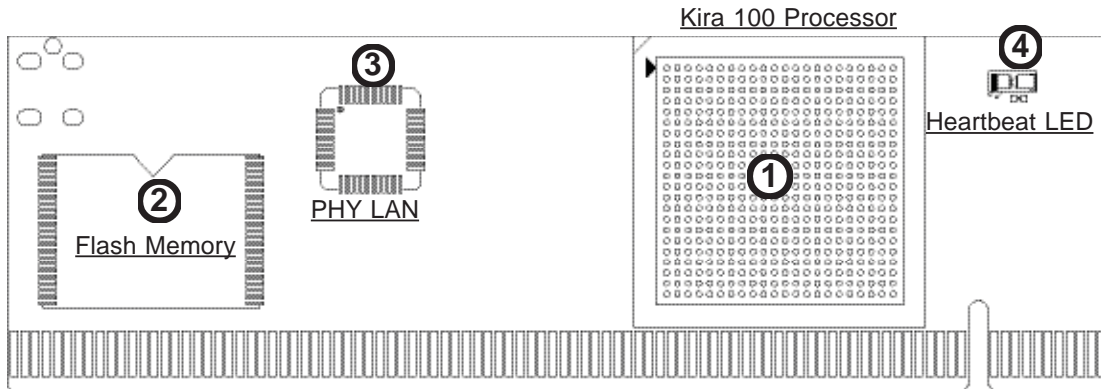 Kira 100 Processor
4
3
Heartbeat LED
1
2
PHY LAN
Flash Memory